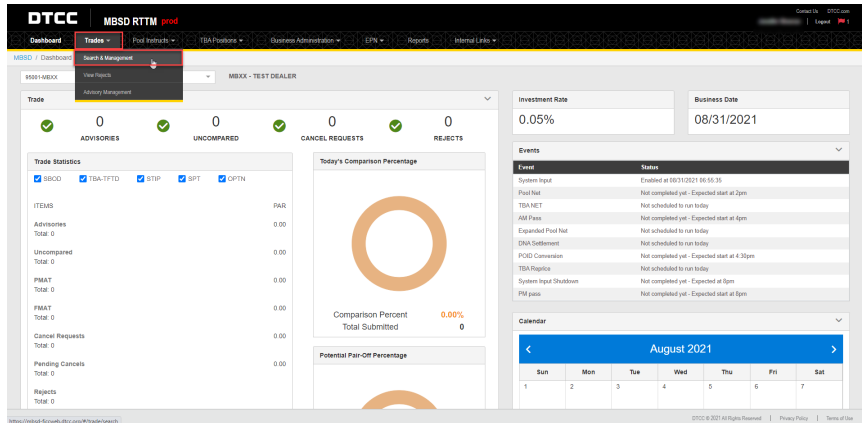 Contact Us DTCC.com
DTCC MBSD RTTM prod
Logout 1
Dashboard Trades Pool Instructs TBA Positions Business Administration EPN Reports Internal Links
MBSD / Dashboard
Search & Management
View Rejects
Advisory Management
95001-MBXX MBXX - TEST DEALER
Trade
0 ADVISORIES
0 UNCOMPARED
0 CANCEL REQUESTS
0 REJECTS
Trade Statistics
SBOD TBA-TFTD STIP SPT OPTN
ITEMS PAR
Advisories 0.00
Total: 0
Uncompared 0.00
Total: 0
PMAT 0.00
Total: 0
FMAT 0.00
Total: 0
Cancel Requests 0.00
Total: 0
Pending Cancels 0.00
Total: 0
Rejects
Total: 0
Today's Comparison Percentage
Comparison Percent 0.00%
Total Submitted 0
Potential Pair-Off Percentage
Investment Rate
0.05%
Business Date
08/31/2021
Events
Event Status
System Input Enabled at 08/31/2021 06:55:35
Pool Net Not completed yet - Expected start at 2pm
TBA NET Not scheduled to run today
AM Pass Not completed yet - Expected start at 4pm
Expanded Pool Net Not scheduled to run today
DNA Settlement Not scheduled to run today
POID Conversion Not completed yet - Expected start at 4:30pm
TBA Reprice Not scheduled to run today
System Input Shutdown Not completed yet - Expected at 8pm
PM pass Not completed yet - Expected start at 8pm
Calendar
August 2021
Sun Mon Tue Wed Thu Fri Sat
1 2 3 4 5 6 7
https://mbsd-ficcweb.dtcc.com/#/trade/search
DTCC © 2021 All Rights Reserved | Privacy Policy | Terms of Use